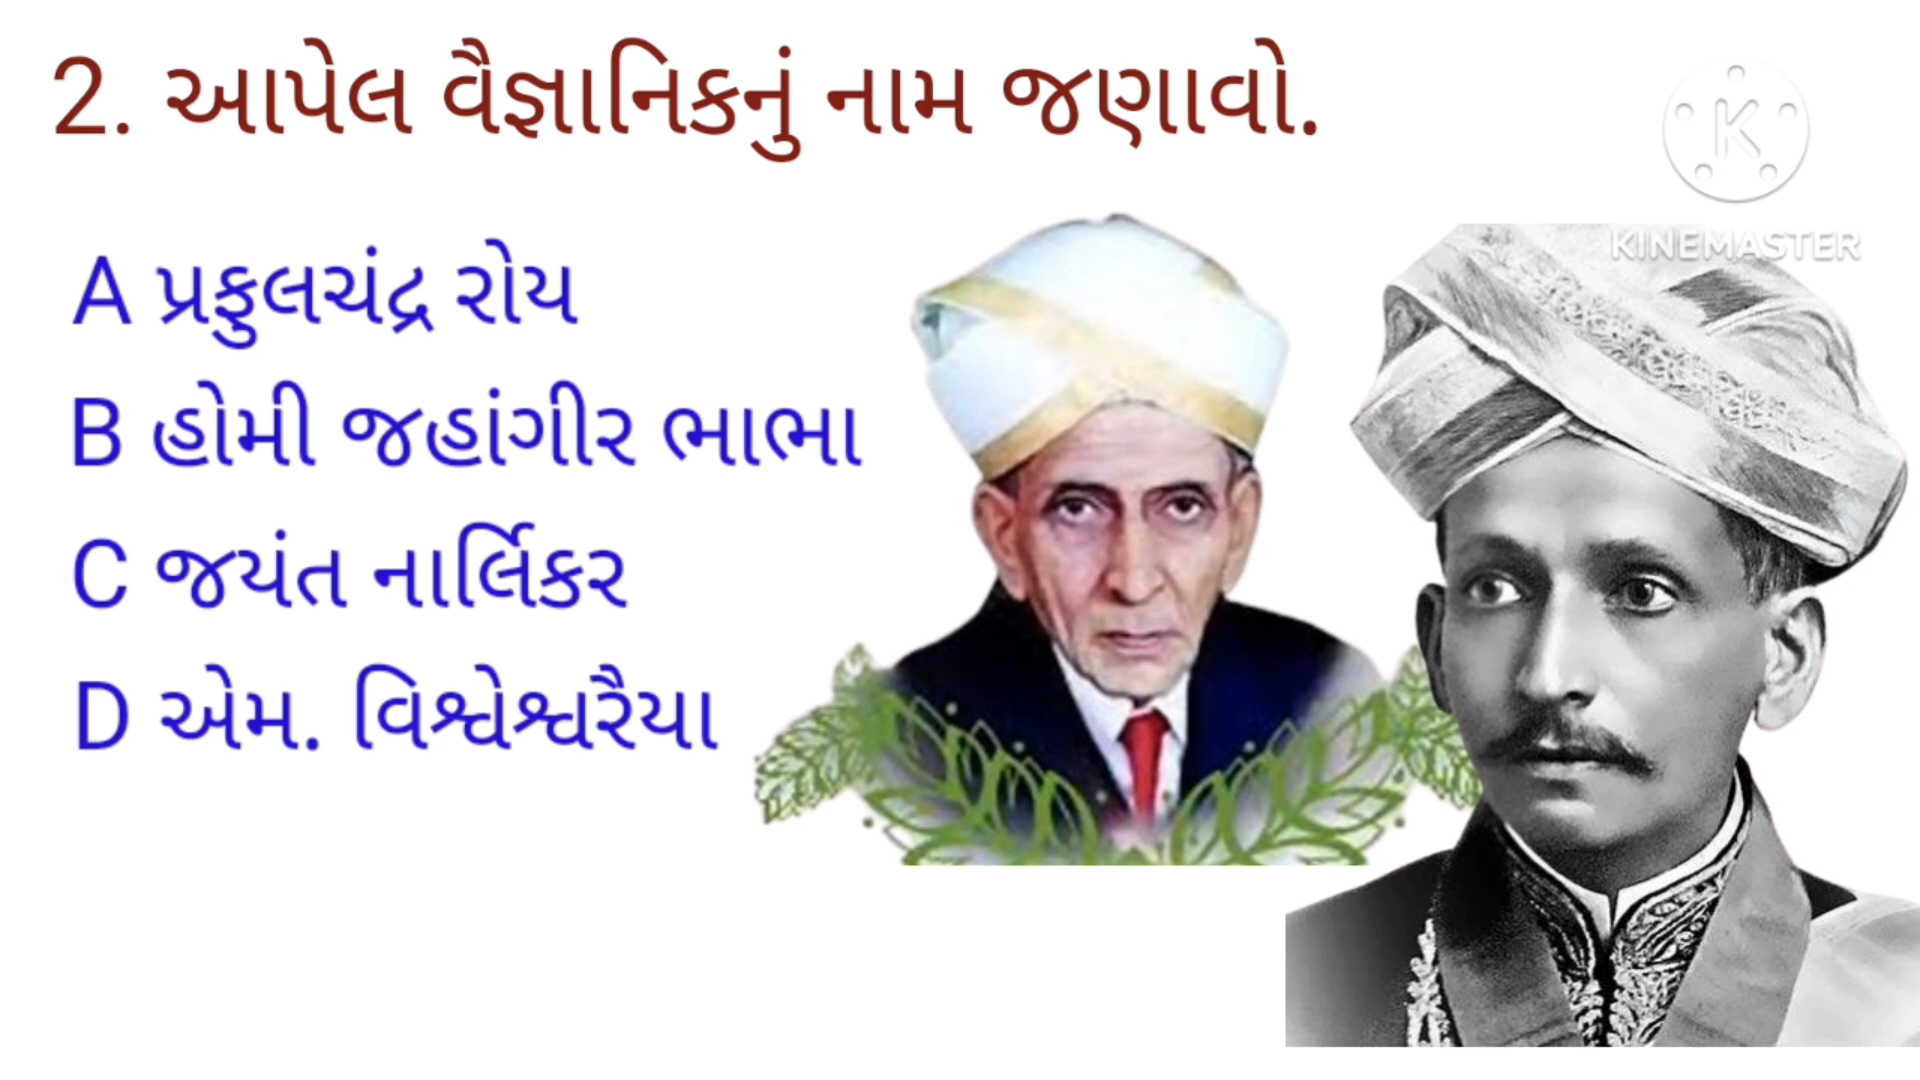 2. આપેલ વૈજ્ઞાનિકનું નામ જણાવો.
K
KINEMASTER
A પ્રફુલચંદ્ર રોય
B હોમી જહાંગીર ભાભા
C જયંત નાર્લિકર
D એમ. વિશ્વેશ્વરૈયા